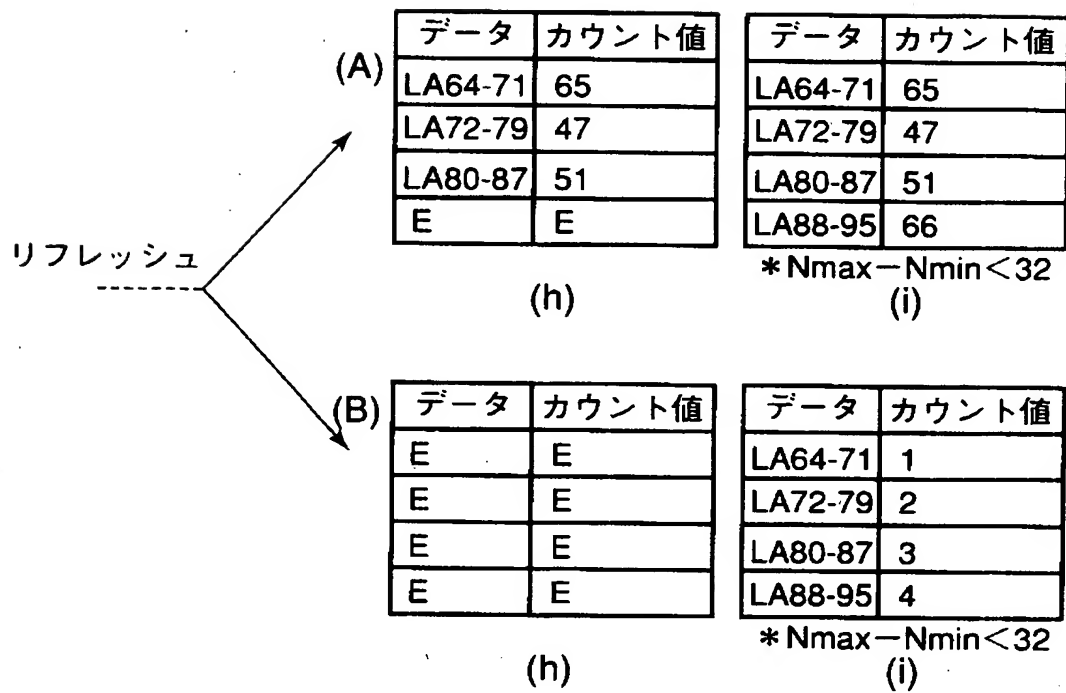 リフレッシュ
(A)
データ カウント値
LA64-71 65
LA72-79 47
LA80-87 51
E E
(h)
データ カウント値
LA64-71 65
LA72-79 47
LA80-87 51
LA88-95 66
*Nmax−Nmin<32
(i)
(B)
データ カウント値
E E
E E
E E
E E
(h)
データ カウント値
LA64-71 1
LA72-79 2
LA80-87 3
LA88-95 4
*Nmax−Nmin<32
(i)